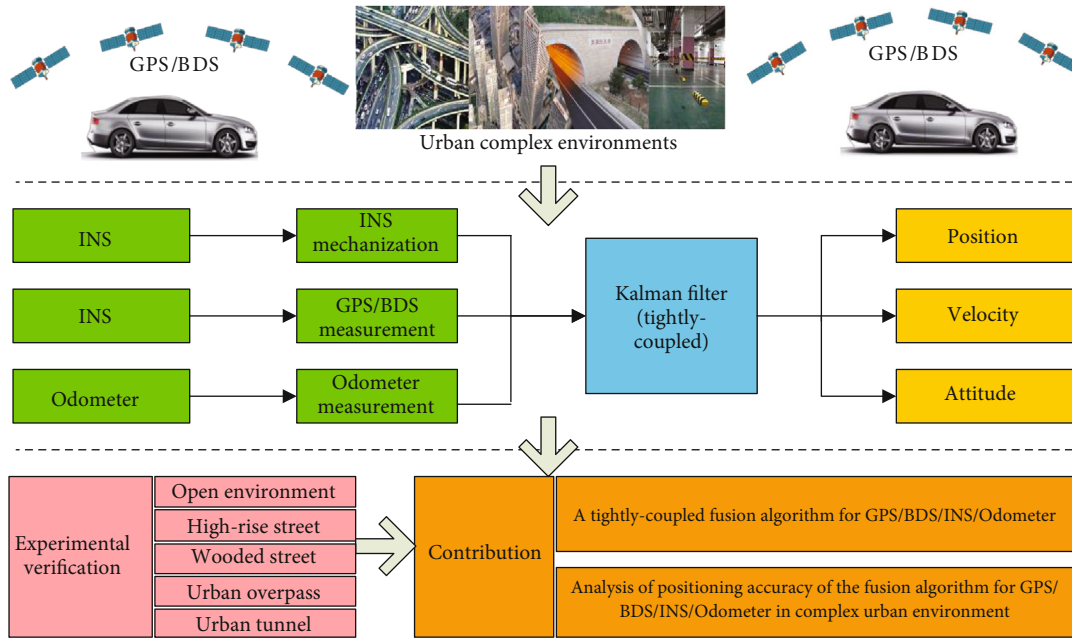 GPS/BDS
GPS/BDS
Urban complex environments
INS
INS
mechanization
INS
GPS/BDS
measurement
Odometer
Odometer
measurement
Kalman filter
(tightly-
coupled)
Position
Velocity
Attitude
Experimental
verification
Open environment
High-rise street
Wooded street
Urban overpass
Urban tunnel
Contribution
A tightly-coupled fusion algorithm for GPS/BDS/INS/Odometer
Analysis of positioning accuracy of the fusion algorithm for GPS/
BDS/INS/Odometer in complex urban environment